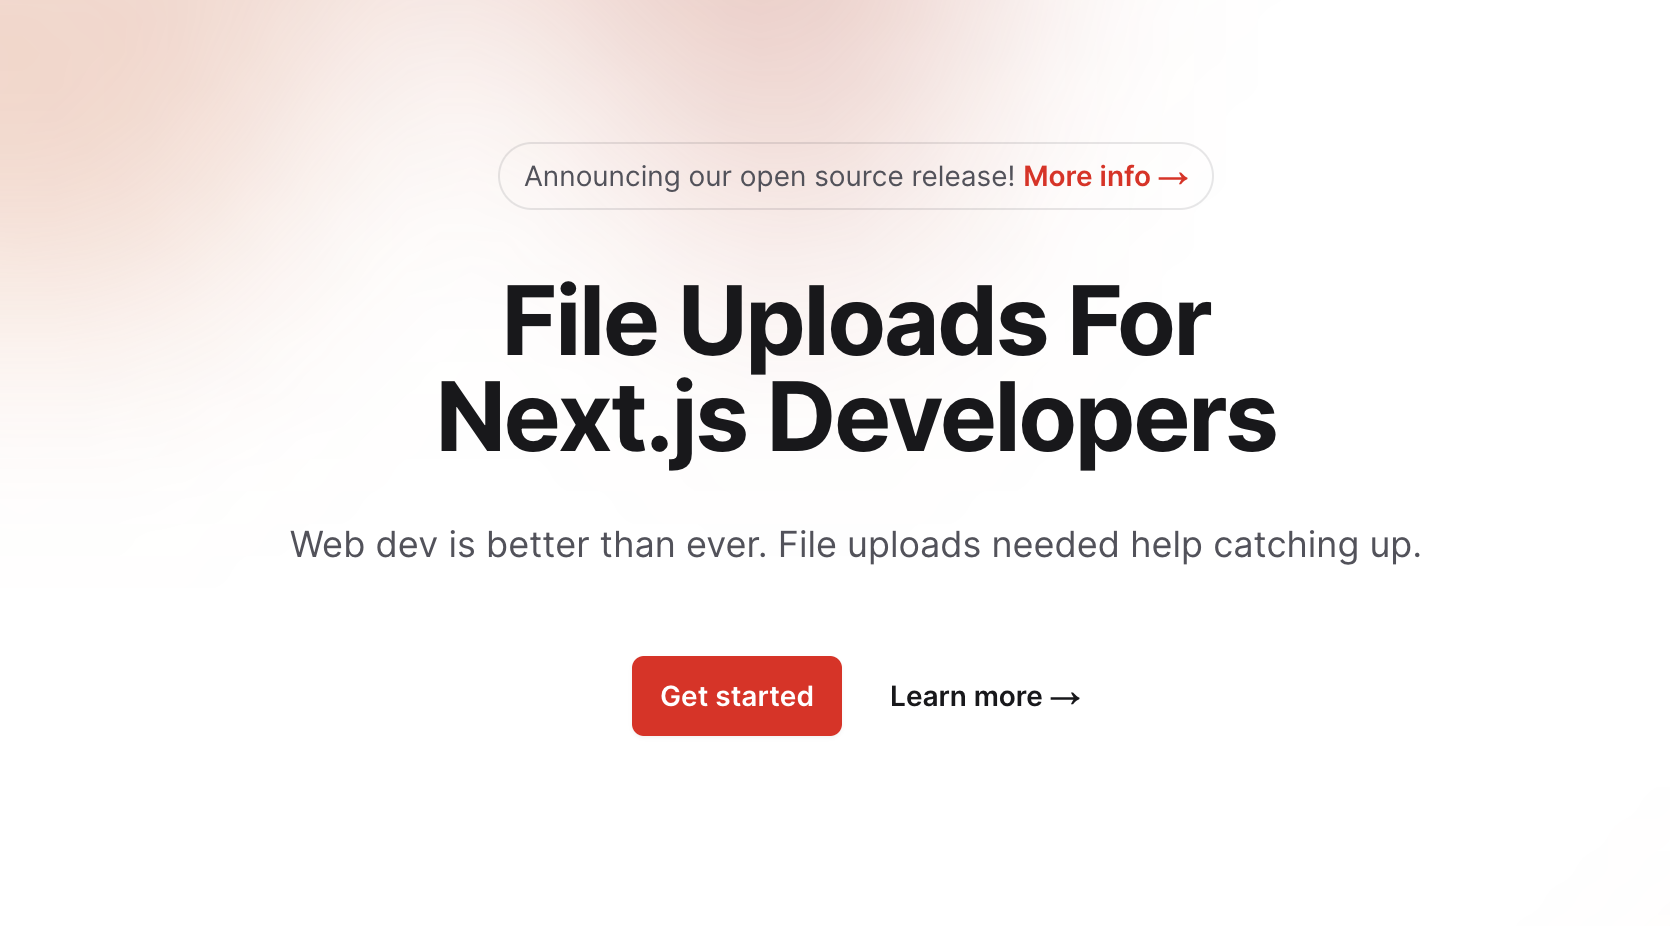 Announcing our open source release! More info →
File Uploads For
Next.js Developers
Web dev is better than ever. File uploads needed help catching up.
Get started
Learn more →